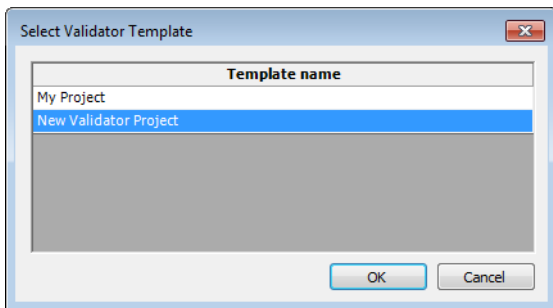 Select Validator Template
Template name
My Project
New Validator Project
OK Cancel